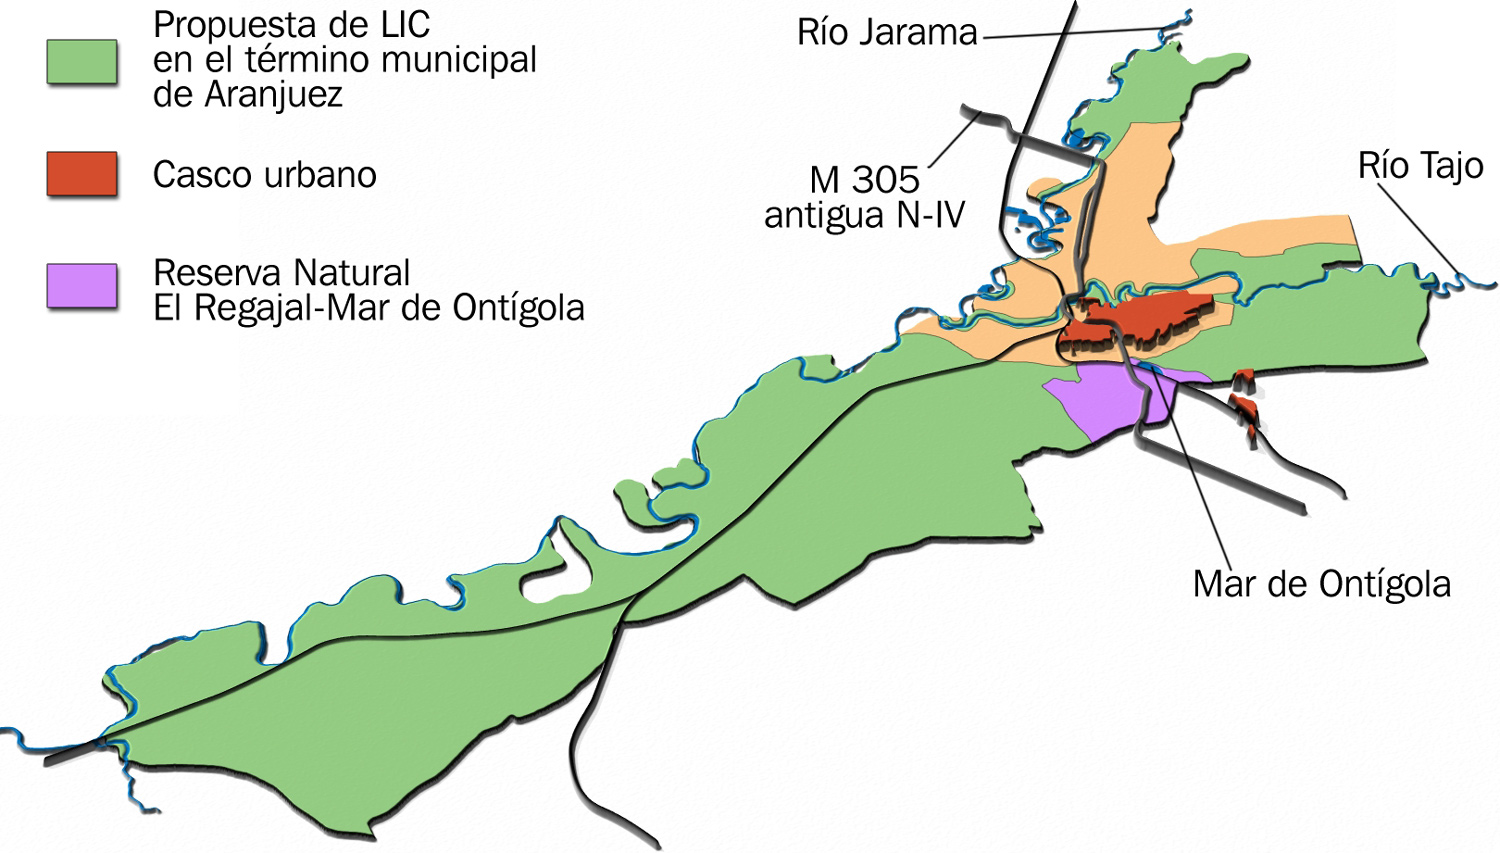 Propuesta de LIC
en el término municipal
de Aranjuez
Casco urbano
Reserva Natural
El Regajal-Mar de Ontígola
Río Jarama
M 305
antigua N-IV
Río Tajo
Mar de Ontígola